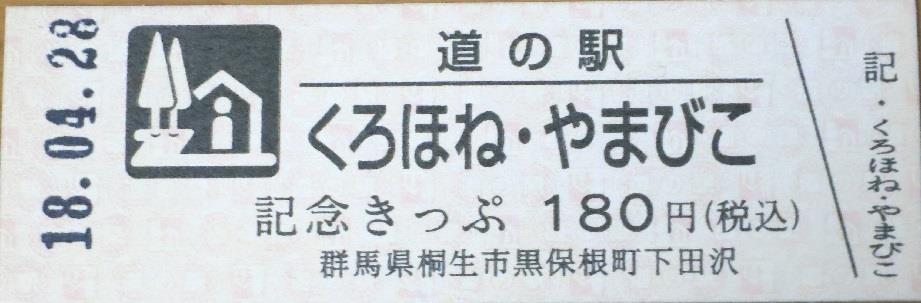 18.04.28
道の駅
くろほね・やまびこ
記念きっぷ 180円(税込)
群馬県桐生市黒保根町下田沢
記・くろほね・やまびこ